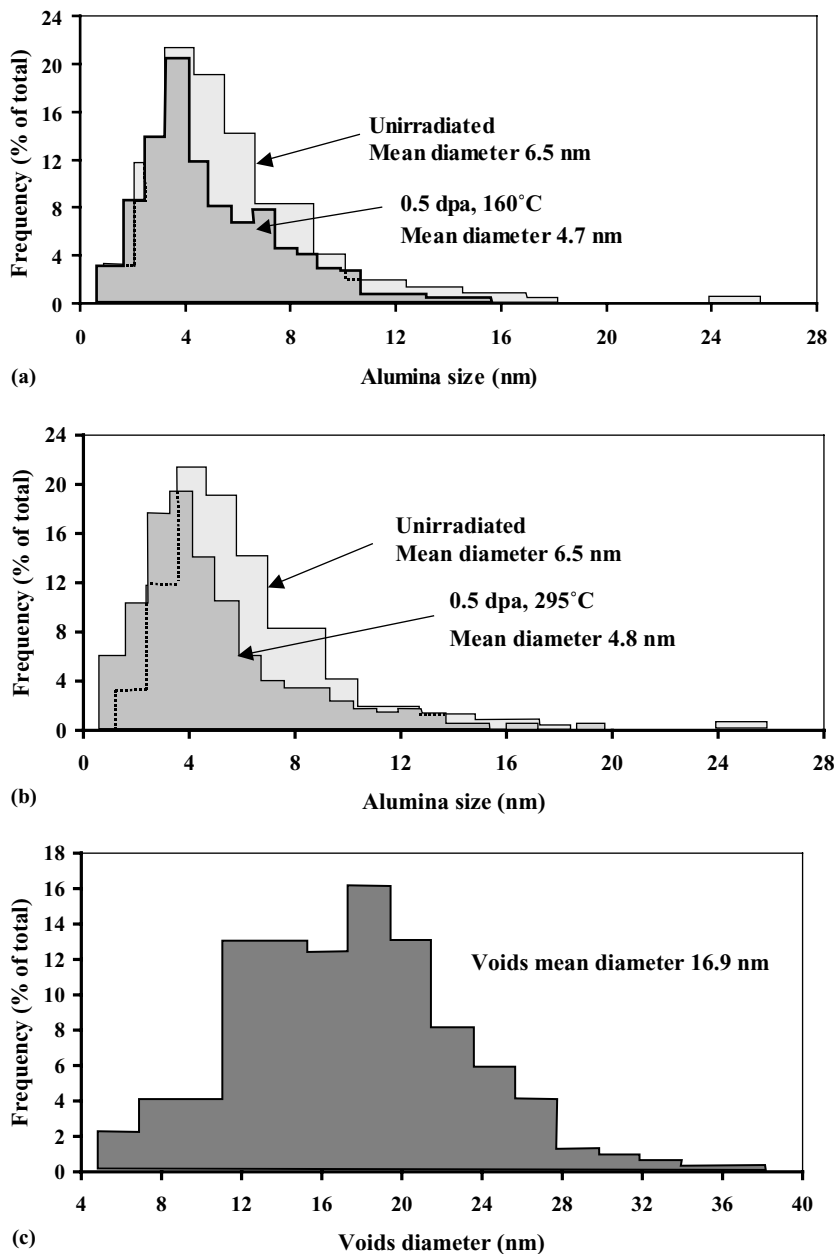 24
20
16
12
8
4
0
Frequency (% of total)
Unirradiated
Mean diameter 6.5 nm
0.5 dpa, 160˚C
Mean diameter 4.7 nm
0 4 8 12 16 20 24 28
(a)
Alumina size (nm)
24
20
16
12
8
4
0
Frequency (% of total)
Unirradiated
Mean diameter 6.5 nm
0.5 dpa, 295˚C
Mean diameter 4.8 nm
0 4 8 12 16 20 24 28
(b)
Alumina size (nm)
18
16
14
12
10
8
6
4
2
0
Frequency (% of total)
Voids mean diameter 16.9 nm
4 8 12 16 20 24 28 32 36 40
(c)
Voids diameter (nm)